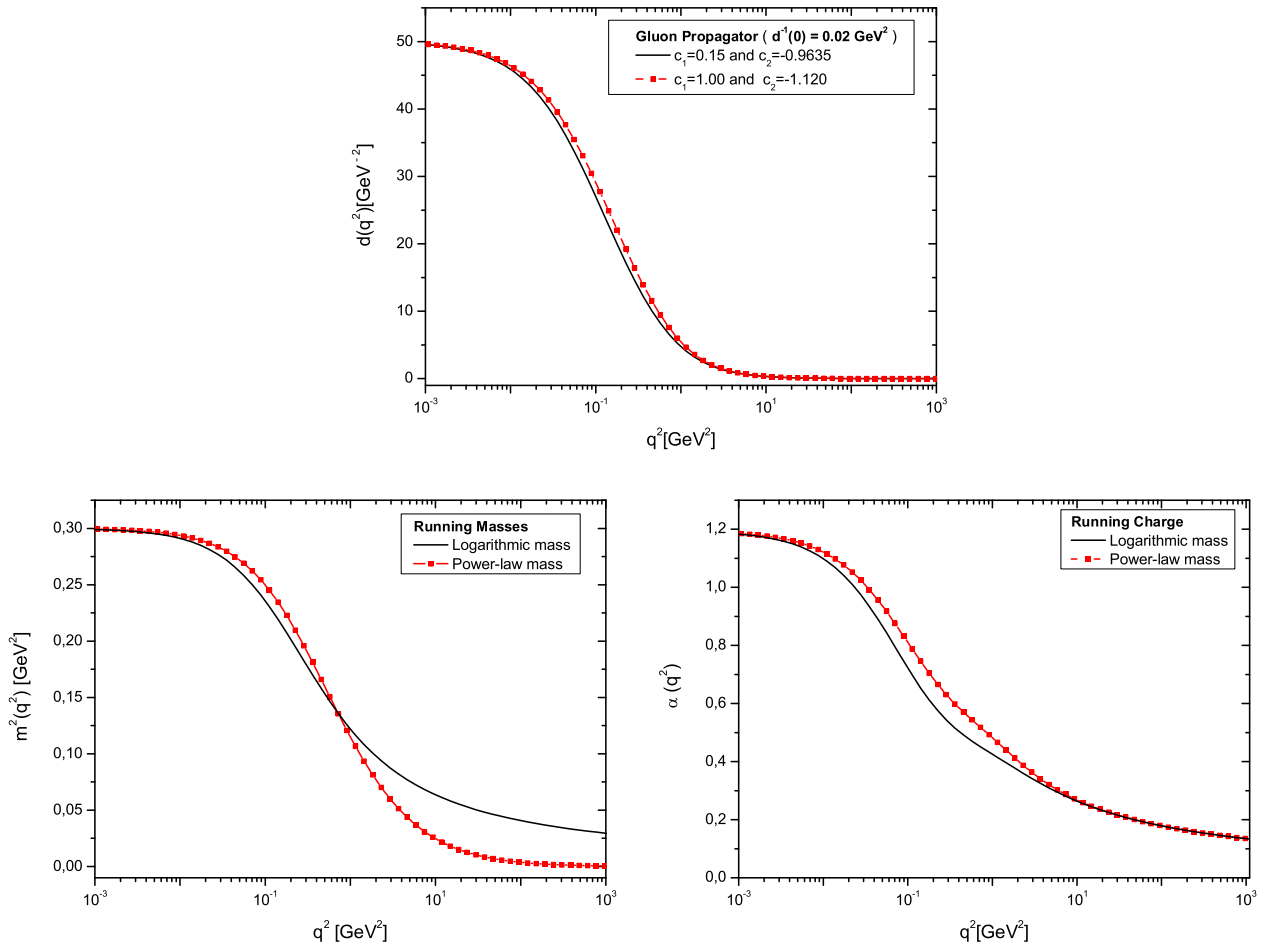 Gluon Propagator ( d⁻¹(0) = 0.02 GeV² )
c₁=0.15 and c₂=-0.9635
c₁=1.00 and c₂=-1.120
50
40
30
20
10
0
d(q²)[GeV⁻²]
10⁻³ 10⁻¹ 10¹ 10³
q²[GeV²]
Running Masses
Logarithmic mass
Power-law mass
0,30
0,25
0,20
0,15
0,10
0,05
0,00
m²(q²) [GeV²]
10⁻³ 10⁻¹ 10¹ 10³
q² [GeV²]
Running Charge
Logarithmic mass
Power-law mass
1,2
1,0
0,8
0,6
0,4
0,2
0,0
α (q²)
10⁻³ 10⁻¹ 10¹ 10³
q²[GeV²]